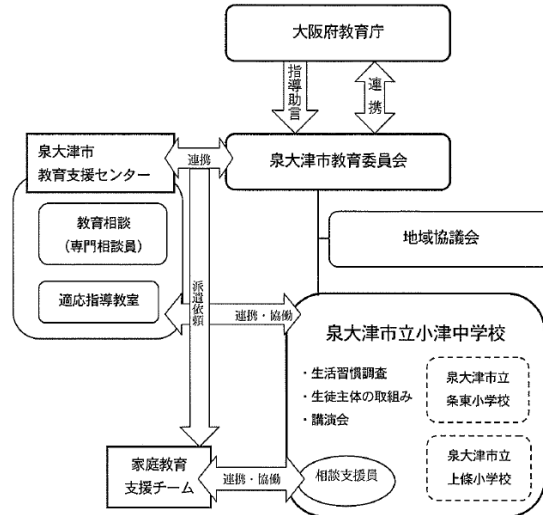 大阪府教育庁
指導助言
連携
泉大津市
教育支援センター
連携
泉大津市教育委員会
教育相談
(専門相談員)
地域協議会
適応指導教室
派遣依頼
連携・協働
泉大津市立小津中学校
・生活習慣調査
・生徒主体の取組み
・講演会
泉大津市立
条東小学校
泉大津市立
上條小学校
家庭教育
支援チーム
連携・協働
相談支援員